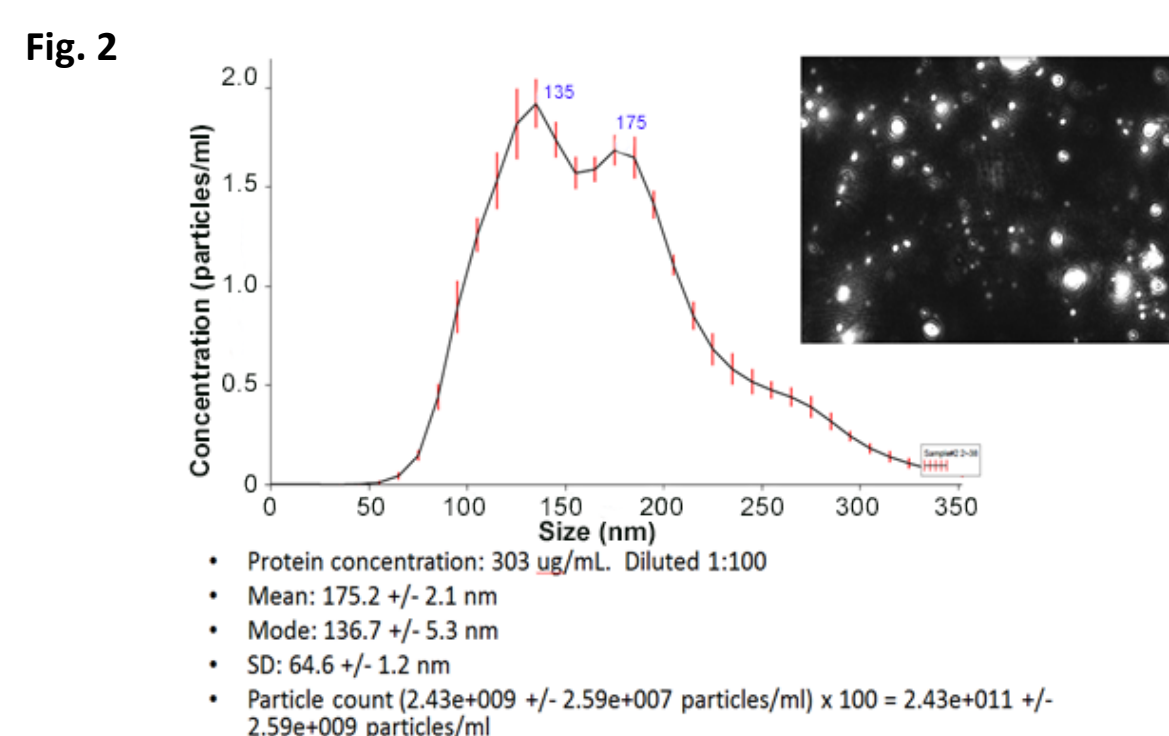 Fig. 2
2.0
1.5
1.0
0.5
0
Concentration (particles/ml)
135
175
0 50 100 150 200 250 300 350
Size (nm)
• Protein concentration: 303 ug/mL. Diluted 1:100
• Mean: 175.2 +/- 2.1 nm
• Mode: 136.7 +/- 5.3 nm
• SD: 64.6 +/- 1.2 nm
• Particle count (2.43e+009 +/- 2.59e+007 particles/ml) x 100 = 2.43e+011 +/-
2.59e+009 particles/ml